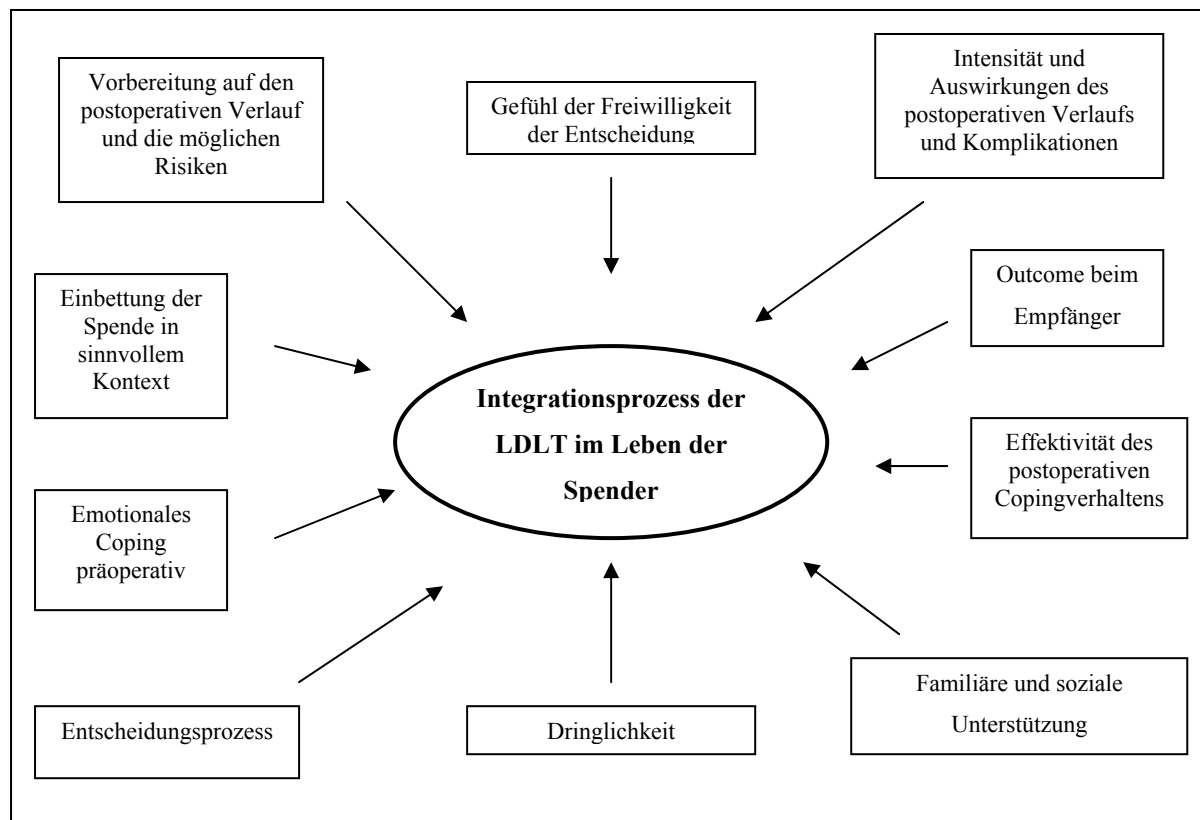 Vorbereitung auf den
postoperativen Verlauf
und die möglichen
Risiken
Gefühl der Freiwilligkeit
der Entscheidung
Intensität und
Auswirkungen des
postoperativen Verlaufs
und Komplikationen
Einbettung der
Spende in
sinnvollem
Kontext
Outcome beim
Empfänger
Integrationsprozess der
LDLT im Leben der
Spender
Effektivität des
postoperativen
Copingverhaltens
Emotionales
Coping
präoperativ
Entscheidungsprozess
Dringlichkeit
Familiäre und soziale
Unterstützung